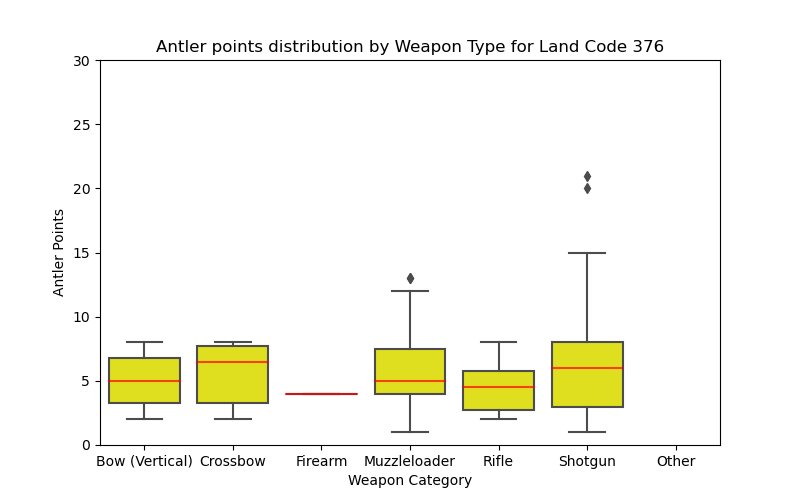 Antler points distribution by Weapon Type for Land Code 376
30
25
20
15
10
5
0
Antler Points
Bow (Vertical) Crossbow Firearm Muzzleloader Rifle Shotgun Other
Weapon Category